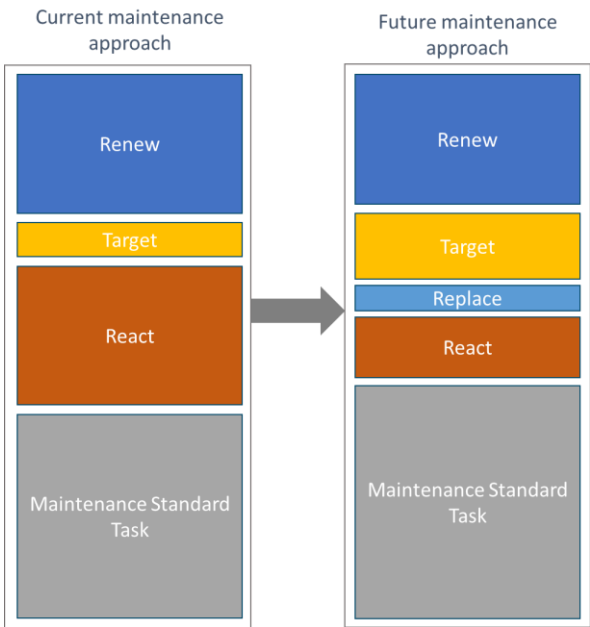 Current maintenance
approach
Renew
Target
React
Maintenance Standard
Task
Future maintenance
approach
Renew
Target
Replace
React
Maintenance Standard
Task